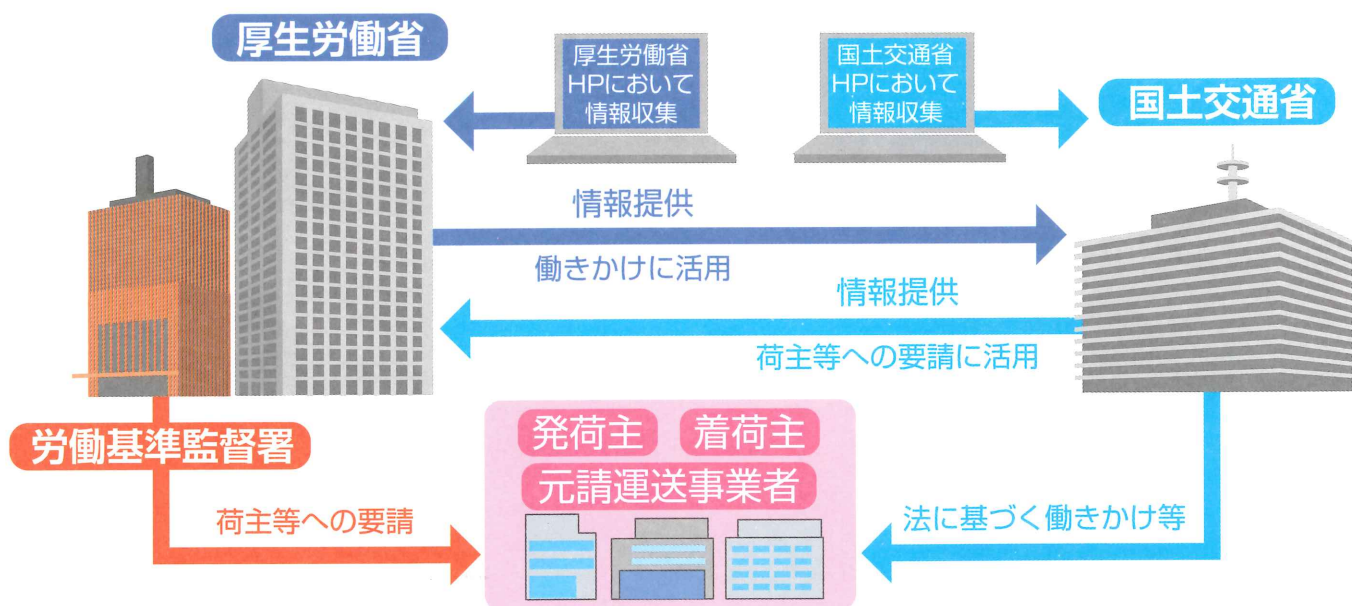 厚生労働省
厚生労働省
HPにおいて
情報収集
国土交通省
HPにおいて
情報収集
国土交通省
情報提供
働きかけに活用
情報提供
荷主等への要請に活用
労働基準監督署
発荷主
着荷主
元請運送事業者
荷主等への要請
法に基づく働きかけ等